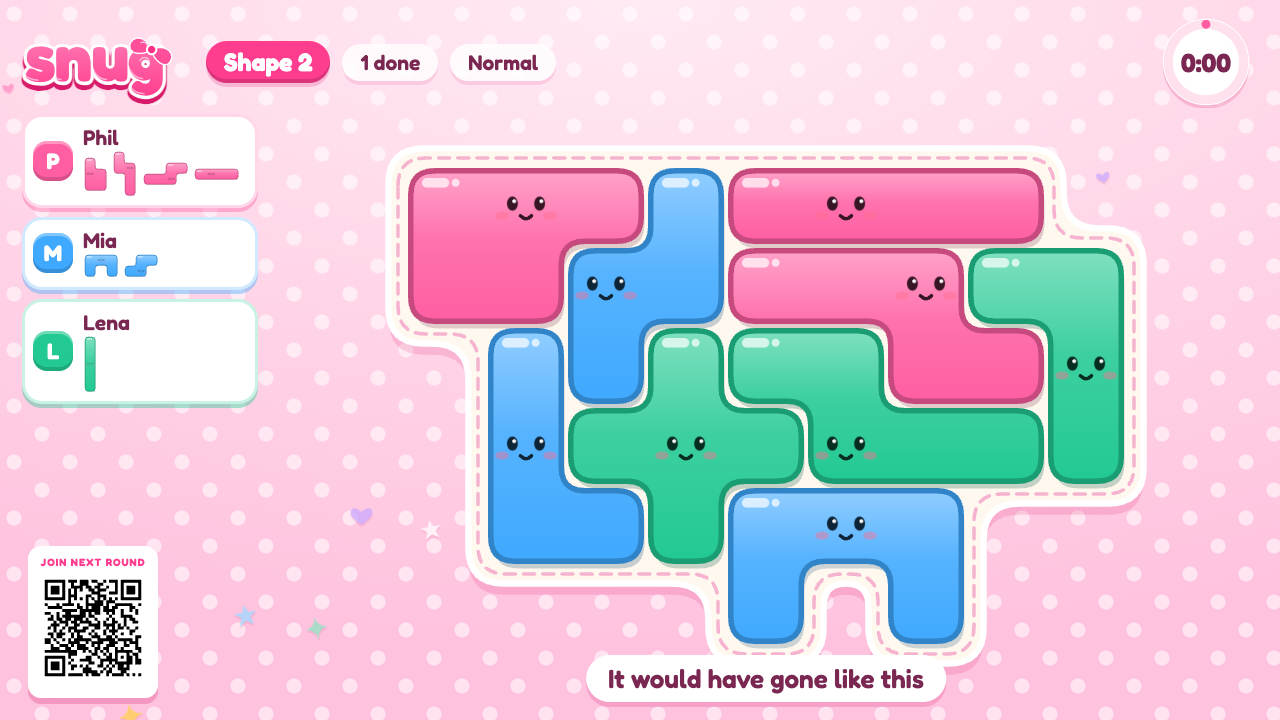 snug
Shape 2
1 done
Normal
0:00
P
Phil
M
Mia
L
Lena
JOIN NEXT ROUND
It would have gone like this